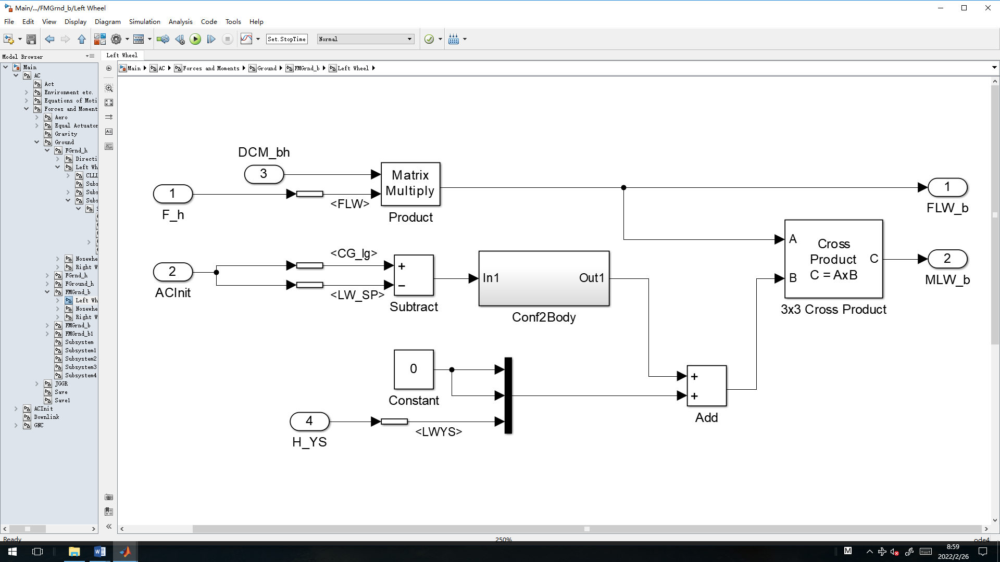 Main/.../FMGrnd_b/Left Wheel
File Edit View Display Diagram Simulation Analysis Code Tools Help
Set.StopTime
Normal
Model Browser
Left Wheel
Main AC Forces and Moments Ground FMGrnd_b Left Wheel
Main
AC
Act
Environment etc.
Equations of Moti
Forces and Moment
Aero
Equal Actuator
Gravity
Ground
FGrnd_h
Directi
Left Wh
CLLI
Subs
Subs
Subs
Nosewhe
Right W
FGrnd_h
FGround_h
FMGrnd_b
Left Wh
Nosewhe
Right W
FMGrnd_b
FMGrnd_b1
Subsystem
Subsystem1
Subsystem2
Subsystem3
Subsystem4
JGGR
Save
Save1
ACInit
Downlink
GNC
DCM_bh
3
1
F_h
<FLW>
Matrix
Multiply
Product
1
FLW_b
2
ACInit
<CG_lg>
<LW_SP>
+
−
Subtract
In1
Out1
Conf2Body
A
B
Cross
Product
C = AxB
C
3x3 Cross Product
2
MLW_b
0
Constant
4
H_YS
<LWYS>
+
+
Add
Ready
250%
ode4
M
8:59
2022/2/26